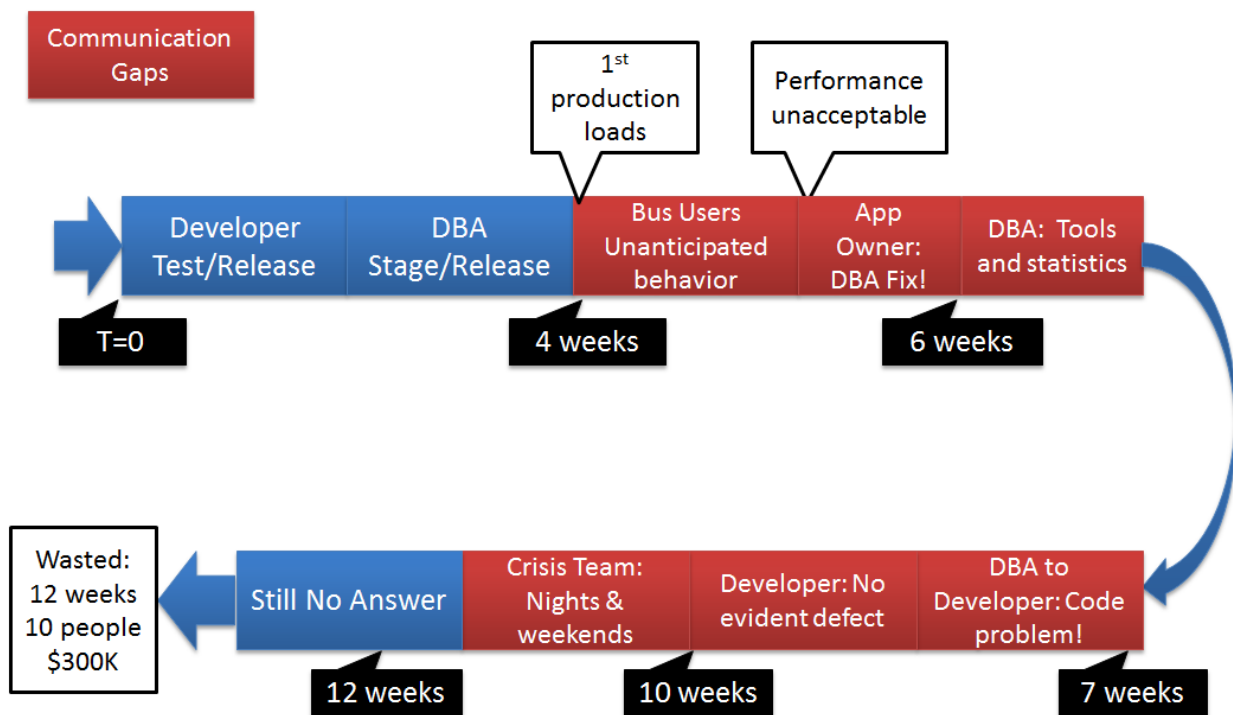 Communication
Gaps
1st
production
loads
Performance
unacceptable
Developer
Test/Release
DBA
Stage/Release
Bus Users
Unanticipated
behavior
App
Owner:
DBA Fix!
DBA:  Tools
and statistics
T=0
4 weeks
6 weeks
Wasted:
12 weeks
10 people
$300K
Still No Answer
Crisis Team:
Nights &
weekends
Developer: No
evident defect
DBA to
Developer: Code
problem!
12 weeks
10 weeks
7 weeks